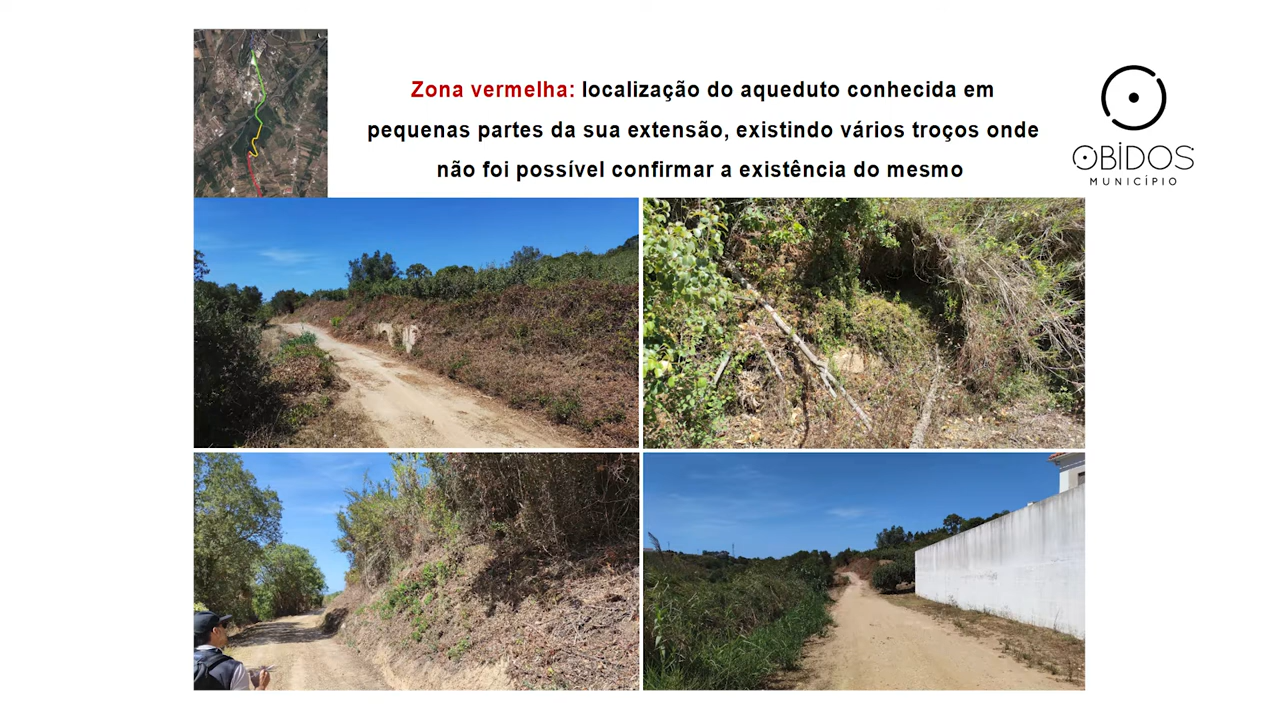 Zona vermelha: localização do aqueduto conhecida em
pequenas partes da sua extensão, existindo vários troços onde
não foi possível confirmar a existência do mesmo
OBIDOS
MUNICÍPIO